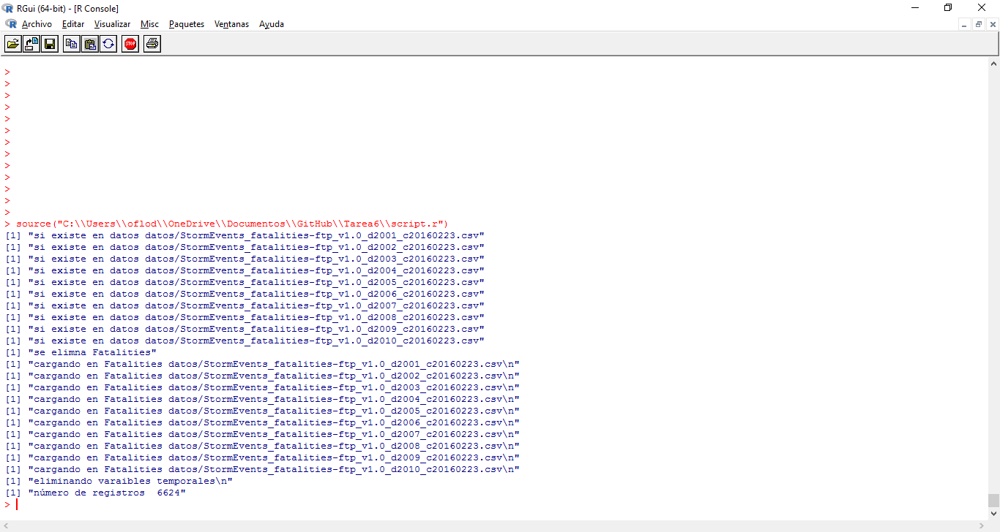 RGui (64-bit) - [R Console]
Archivo Editar Visualizar Misc Paquetes Ventanas Ayuda
STOP
>
>
>
>
>
>
>
>
>
>
>
>
>
> source("C:\\Users\\oflod\\OneDrive\\Documentos\\GitHub\\Tarea6\\script.r")
[1] "si existe en datos datos/StormEvents_fatalities-ftp_v1.0_d2001_c20160223.csv"
[1] "si existe en datos datos/StormEvents_fatalities-ftp_v1.0_d2002_c20160223.csv"
[1] "si existe en datos datos/StormEvents_fatalities-ftp_v1.0_d2003_c20160223.csv"
[1] "si existe en datos datos/StormEvents_fatalities-ftp_v1.0_d2004_c20160223.csv"
[1] "si existe en datos datos/StormEvents_fatalities-ftp_v1.0_d2005_c20160223.csv"
[1] "si existe en datos datos/StormEvents_fatalities-ftp_v1.0_d2006_c20160223.csv"
[1] "si existe en datos datos/StormEvents_fatalities-ftp_v1.0_d2007_c20160223.csv"
[1] "si existe en datos datos/StormEvents_fatalities-ftp_v1.0_d2008_c20160223.csv"
[1] "si existe en datos datos/StormEvents_fatalities-ftp_v1.0_d2009_c20160223.csv"
[1] "si existe en datos datos/StormEvents_fatalities-ftp_v1.0_d2010_c20160223.csv"
[1] "se elimna Fatalities"
[1] "cargando en Fatalities datos/StormEvents_fatalities-ftp_v1.0_d2001_c20160223.csv\n"
[1] "cargando en Fatalities datos/StormEvents_fatalities-ftp_v1.0_d2002_c20160223.csv\n"
[1] "cargando en Fatalities datos/StormEvents_fatalities-ftp_v1.0_d2003_c20160223.csv\n"
[1] "cargando en Fatalities datos/StormEvents_fatalities-ftp_v1.0_d2004_c20160223.csv\n"
[1] "cargando en Fatalities datos/StormEvents_fatalities-ftp_v1.0_d2005_c20160223.csv\n"
[1] "cargando en Fatalities datos/StormEvents_fatalities-ftp_v1.0_d2006_c20160223.csv\n"
[1] "cargando en Fatalities datos/StormEvents_fatalities-ftp_v1.0_d2007_c20160223.csv\n"
[1] "cargando en Fatalities datos/StormEvents_fatalities-ftp_v1.0_d2008_c20160223.csv\n"
[1] "cargando en Fatalities datos/StormEvents_fatalities-ftp_v1.0_d2009_c20160223.csv\n"
[1] "cargando en Fatalities datos/StormEvents_fatalities-ftp_v1.0_d2010_c20160223.csv\n"
[1] "eliminando varaibles temporales\n"
[1] "número de registros  6624"
>